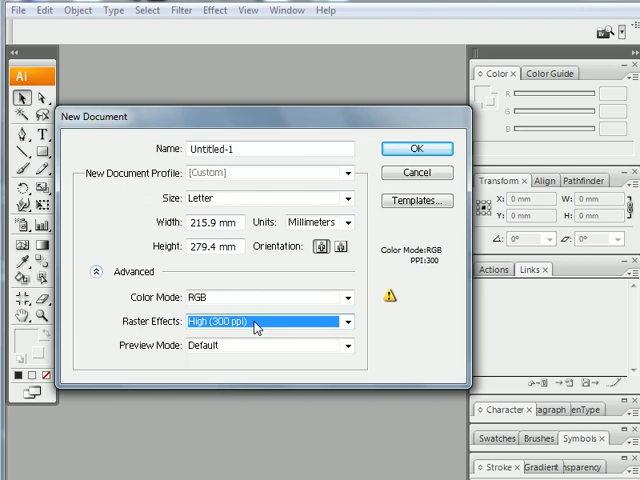 File Edit Object Type Select Filter Effect View Window Help
Ai
New Document
Name: Untitled-1
OK
New Document Profile: [Custom]
Cancel
Size: Letter
Templates...
Width: 215.9 mm Units: Millimeters
Height: 279.4 mm Orientation:
Color Mode:RGB
PPI:300
Advanced
Color Mode: RGB
Raster Effects: High (300 ppi)
Preview Mode: Default
Color × Color Guide
R
G
B
Transform × Align Pathfinder
X: 0 mm W: 0 mm
Y: 0 mm H: 0 mm
0° 0°
Actions Links ×
Character × aragraph enType
Swatches Brushes Symbols ×
Stroke × Gradient nsparency